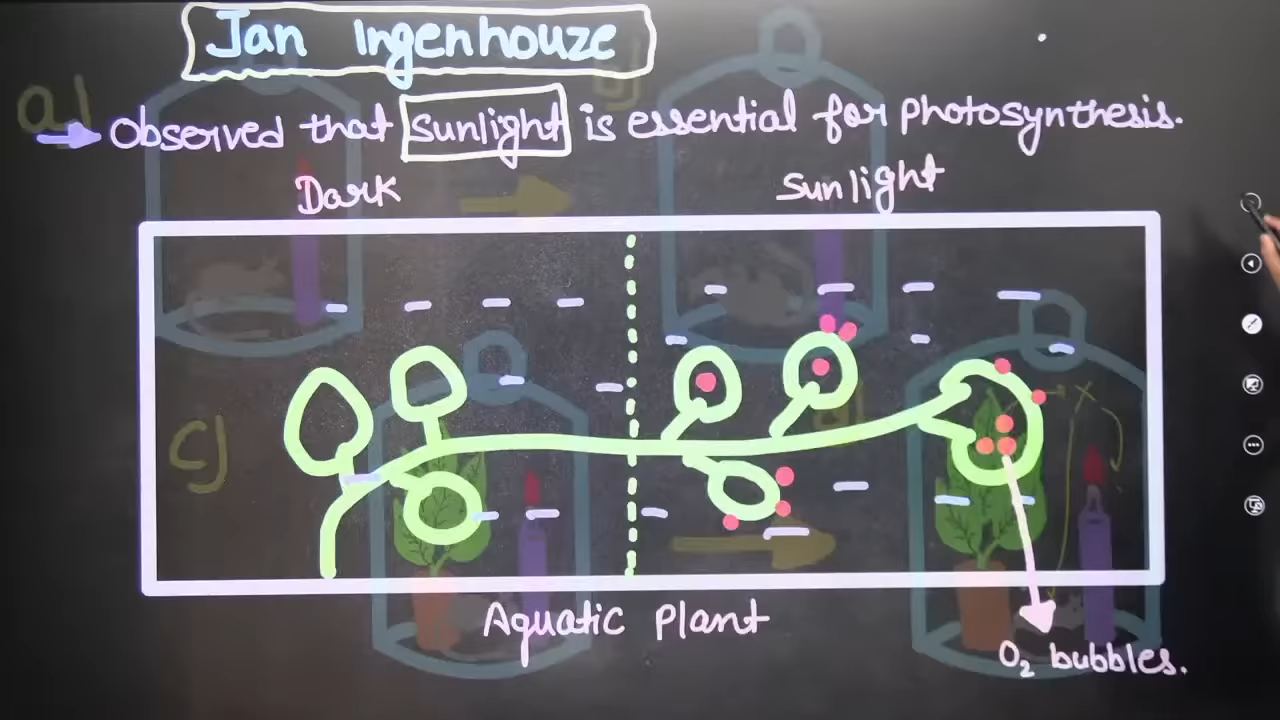 Jan Ingenhouze
a)
b)
→ Observed that sunlight is essential for photosynthesis.
Dark
Sunlight
c)
Aquatic plant
O₂ bubbles.